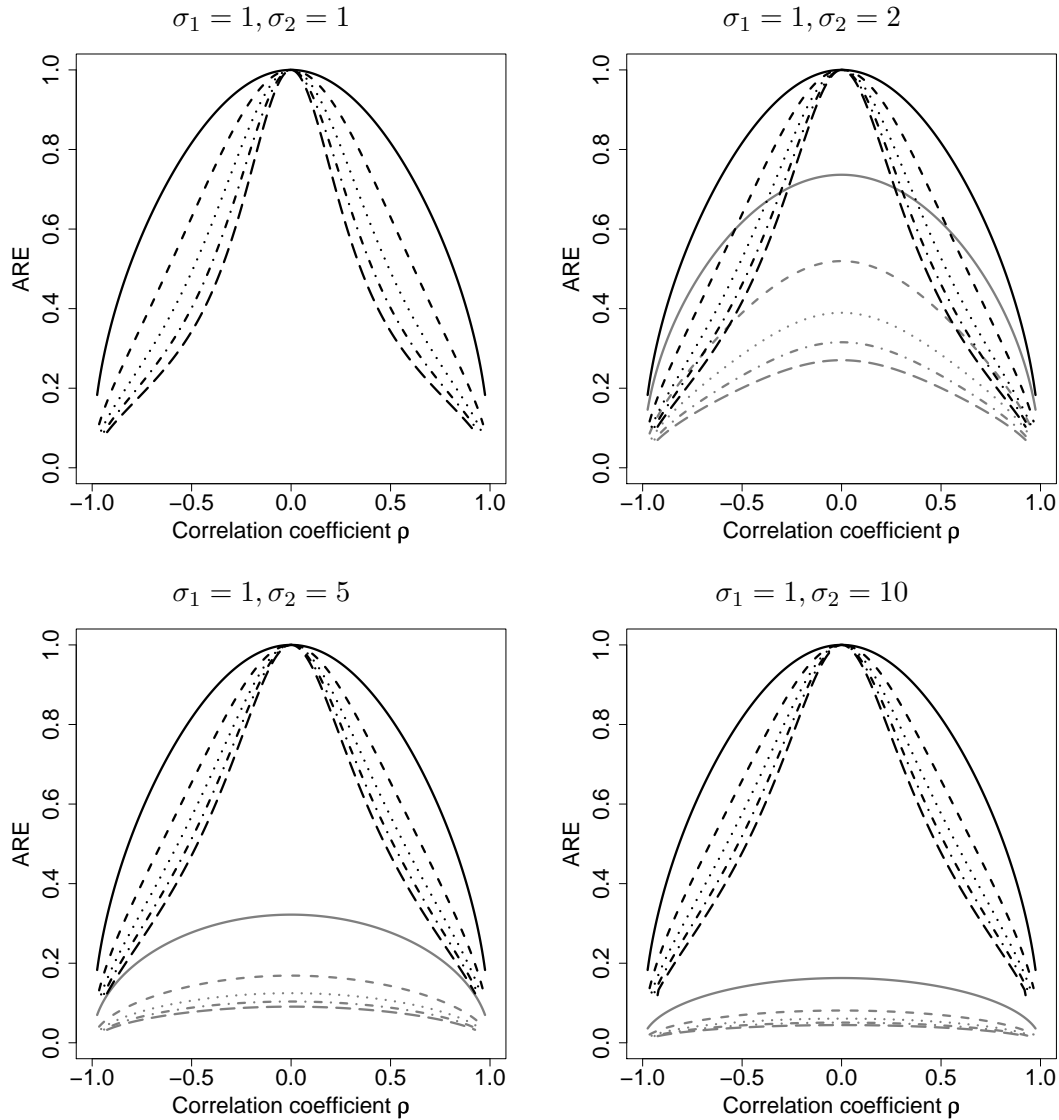 σ₁ = 1, σ₂ = 1
ARE
1.0
0.8
0.6
0.4
0.2
0.0
−1.0 −0.5 0.0 0.5 1.0
Correlation coefficient ρ
σ₁ = 1, σ₂ = 2
ARE
1.0
0.8
0.6
0.4
0.2
0.0
−1.0 −0.5 0.0 0.5 1.0
Correlation coefficient ρ
σ₁ = 1, σ₂ = 5
ARE
1.0
0.8
0.6
0.4
0.2
0.0
−1.0 −0.5 0.0 0.5 1.0
Correlation coefficient ρ
σ₁ = 1, σ₂ = 10
ARE
1.0
0.8
0.6
0.4
0.2
0.0
−1.0 −0.5 0.0 0.5 1.0
Correlation coefficient ρ